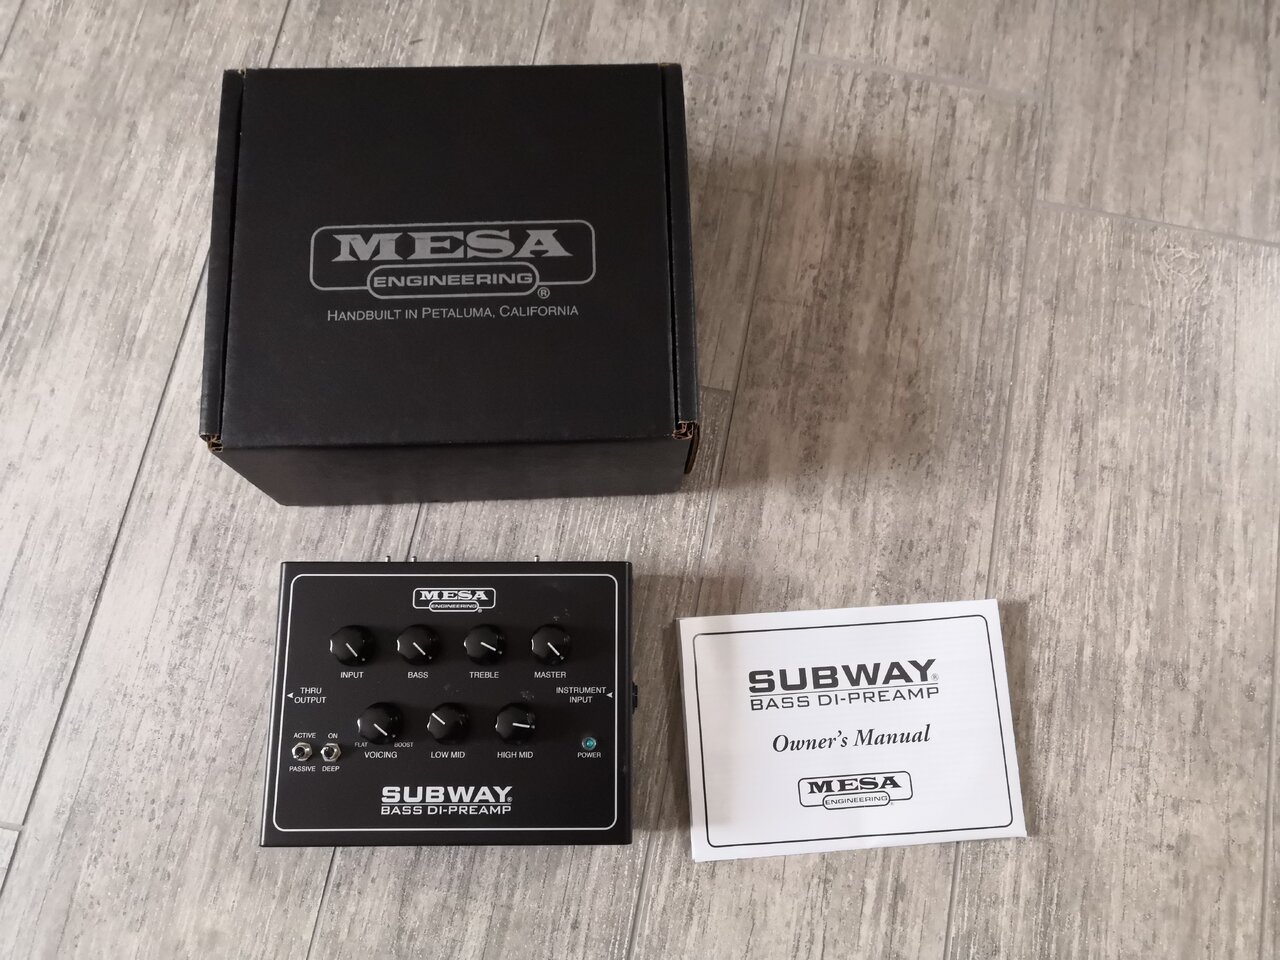 MESA
ENGINEERING®
HANDBUILT IN PETALUMA, CALIFORNIA
MESA
ENGINEERING®
INPUT BASS TREBLE MASTER
THRU OUTPUT
INSTRUMENT INPUT
ACTIVE ON
PASSIVE DEEP
FLAT BOOST
VOICING LOW MID HIGH MID
POWER
SUBWAY®
BASS DI-PREAMP
SUBWAY®
BASS DI-PREAMP
Owner's Manual
MESA
ENGINEERING®